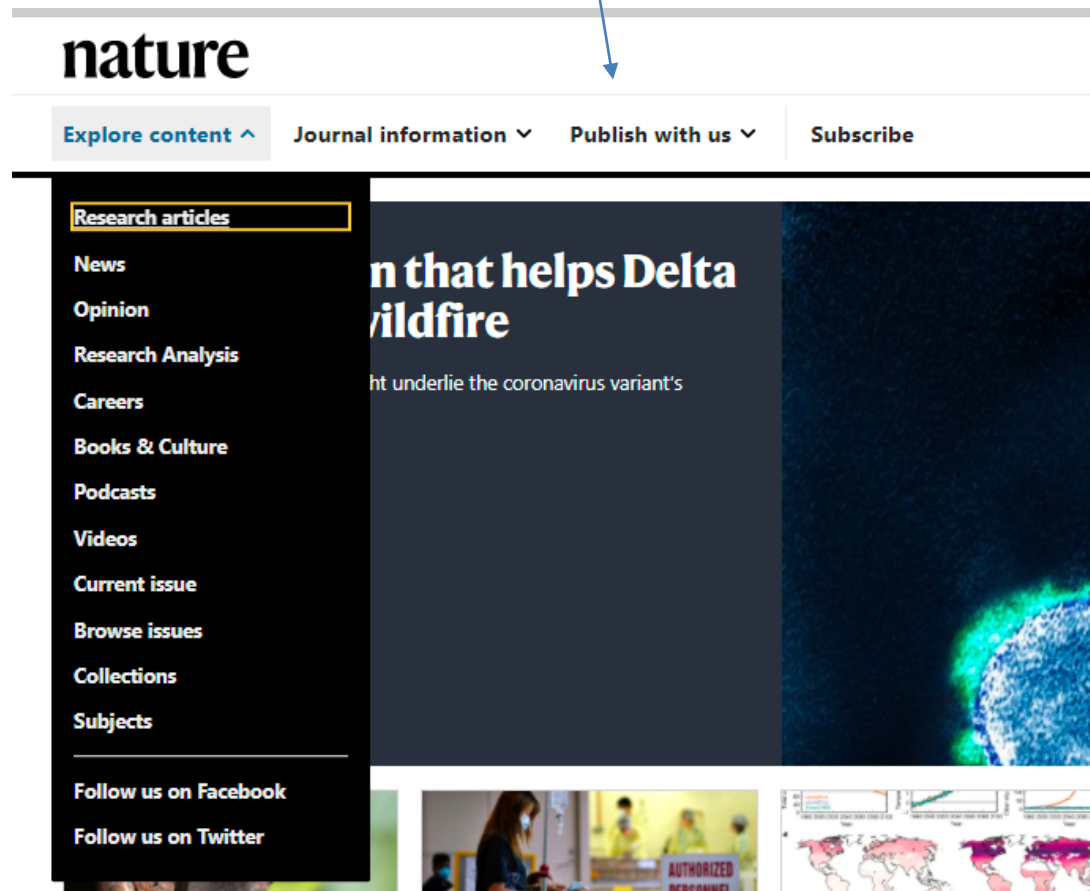 nature
Explore content
Journal information
Publish with us
Subscribe
Research articles
News
Opinion
Research Analysis
Careers
Books & Culture
Podcasts
Videos
Current issue
Browse issues
Collections
Subjects
Follow us on Facebook
Follow us on Twitter
n that helps Delta
ildfire
ht underlie the coronavirus variant's
AUTHORIZED
PERSONNEL